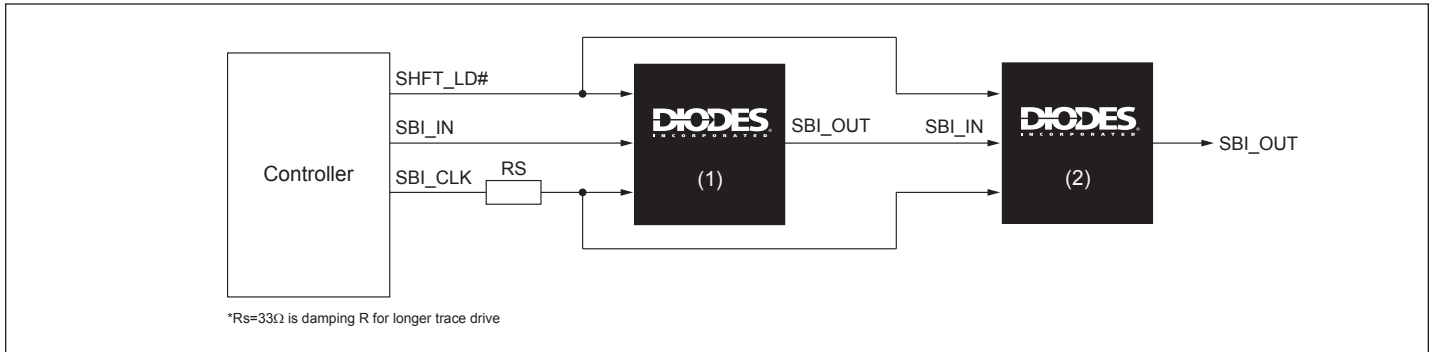 SHFT_LD#
SBI_IN
SBI_CLK
RS
Controller
DIODES
INCORPORATED
(1)
SBI_OUT
SBI_IN
DIODES
INCORPORATED
(2)
SBI_OUT
*Rs=33Ω is damping R for longer trace drive